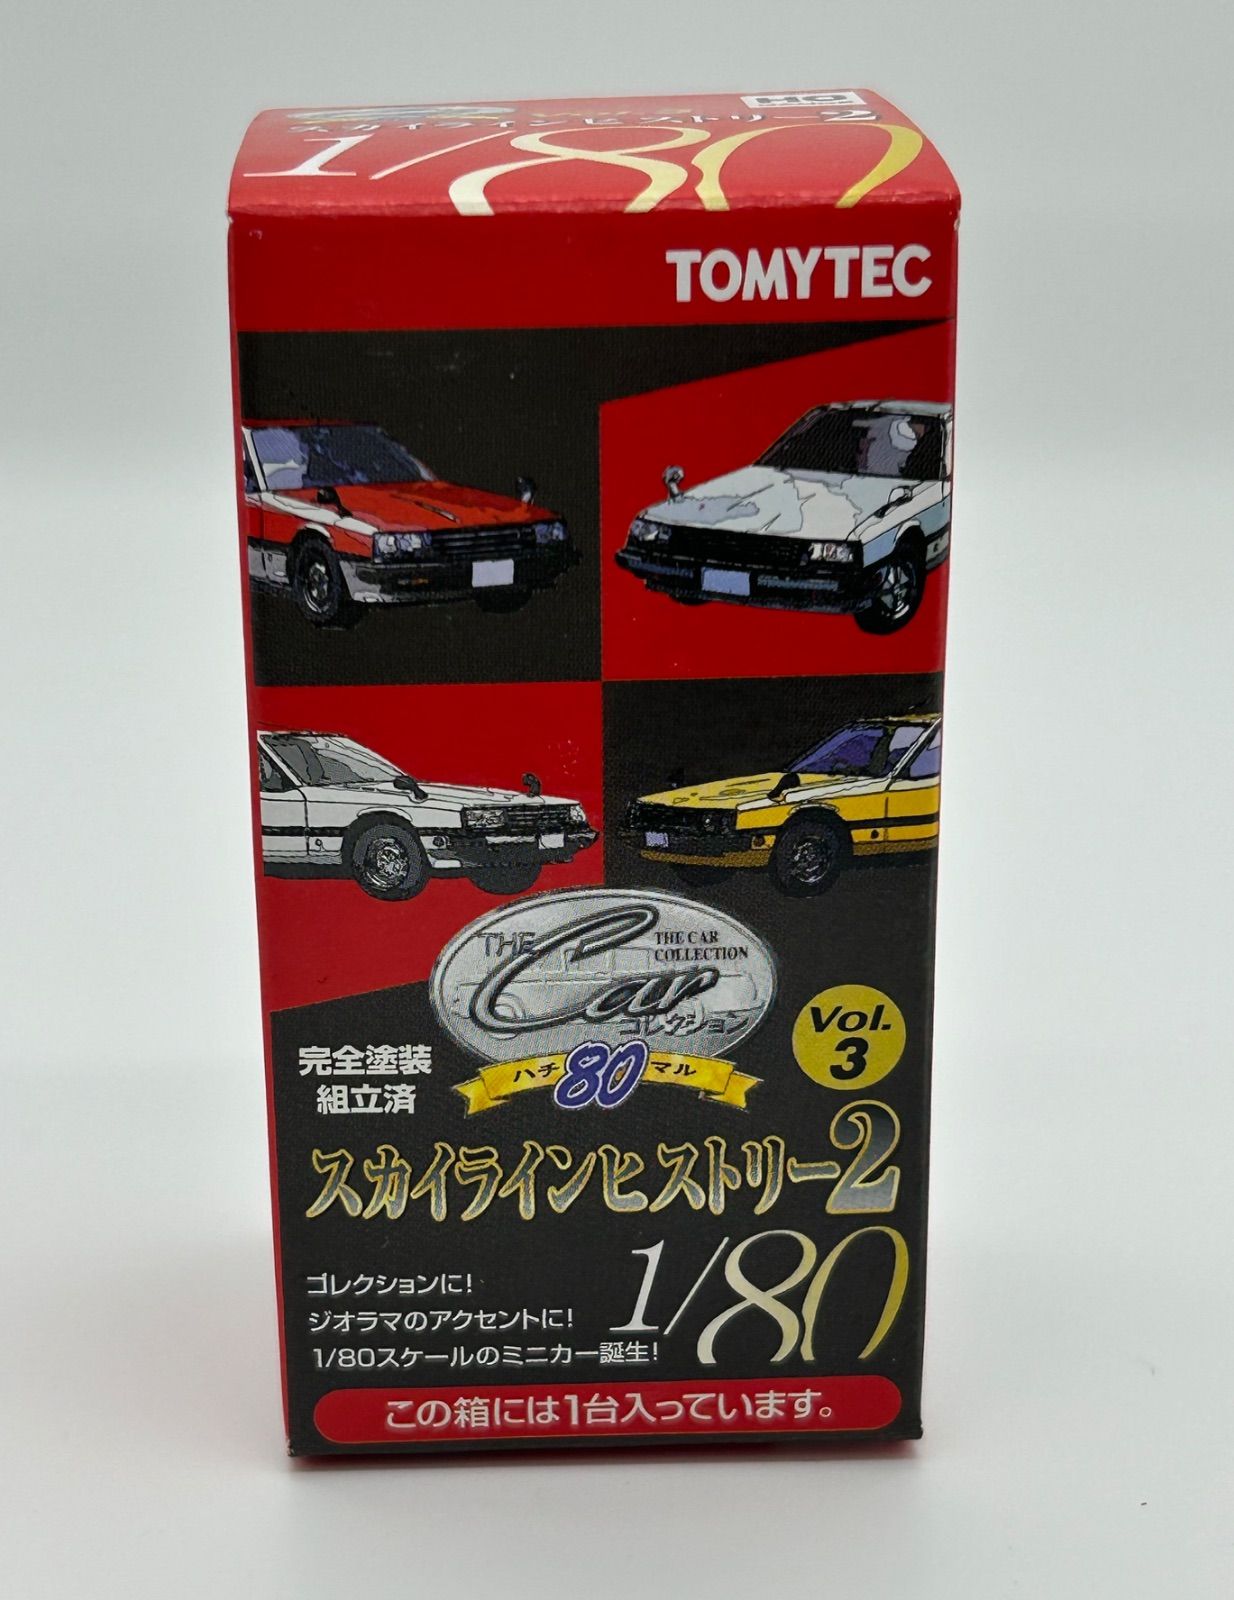 HO
スカイラインヒストリー2
1/80
TOMYTEC
THE Car
THE CAR
COLLECTION
コレクション
ハチ 80 マル
Vol.
3
完全塗装
組立済
スカイラインヒストリー2
1/80
コレクションに!
ジオラマのアクセントに!
1/80スケールのミニカー誕生!
この箱には1台入っています。